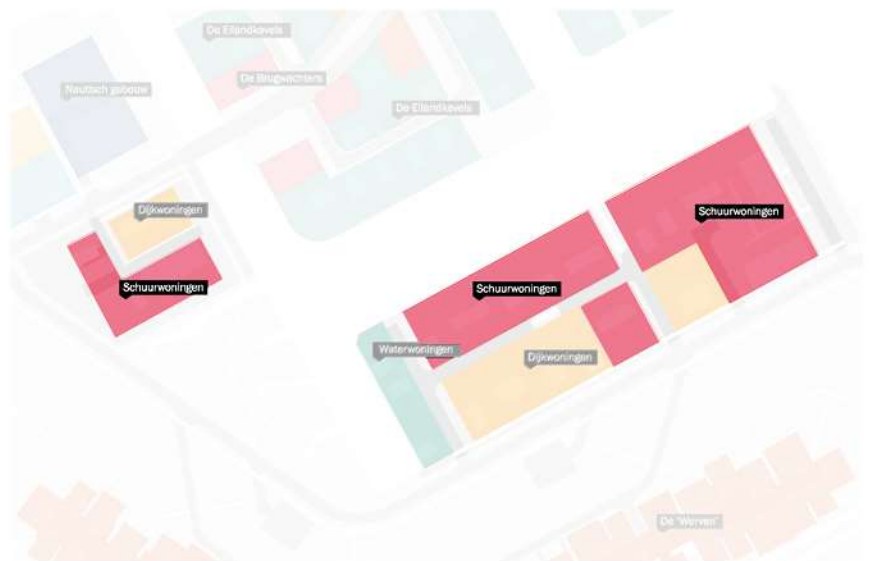 De Eilandkavels
Nautisch gebouw
De Brugwachters
De Eilandkavels
Dijkwoningen
Schuurwoningen
Schuurwoningen
Schuurwoningen
Waterwoningen
Dijkwoningen
De 'Werven'